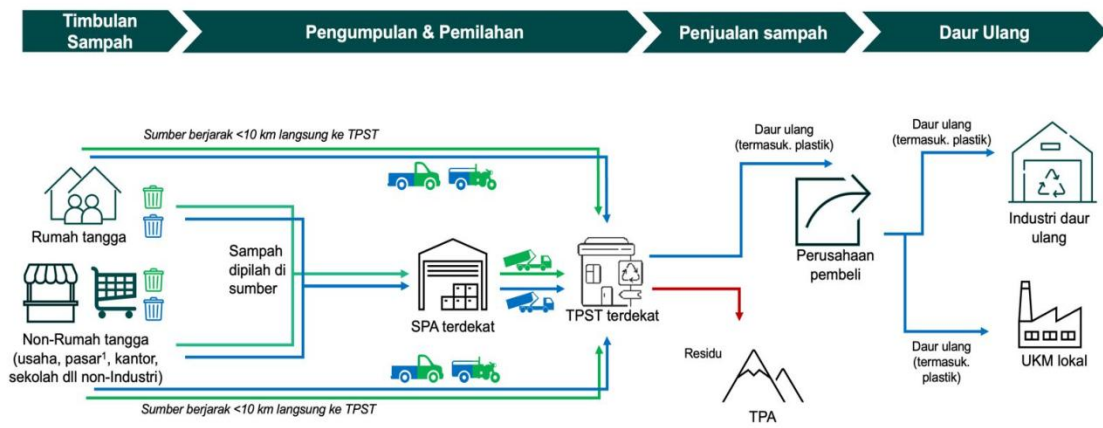 Timbulan
Sampah
Pengumpulan & Pemilahan
Penjualan sampah
Daur Ulang
Sumber berjarak <10 km langsung ke TPST
Rumah tangga
Sampah
dipilah di
sumber
Non-Rumah tangga
(usaha, pasar¹, kantor,
sekolah dll non-Industri)
SPA terdekat
TPST terdekat
Sumber berjarak <10 km langsung ke TPST
Daur ulang
(termasuk. plastik)
Perusahaan
pembeli
Residu
TPA
Daur ulang
(termasuk. plastik)
Industri daur
ulang
Daur ulang
(termasuk. plastik)
UKM lokal